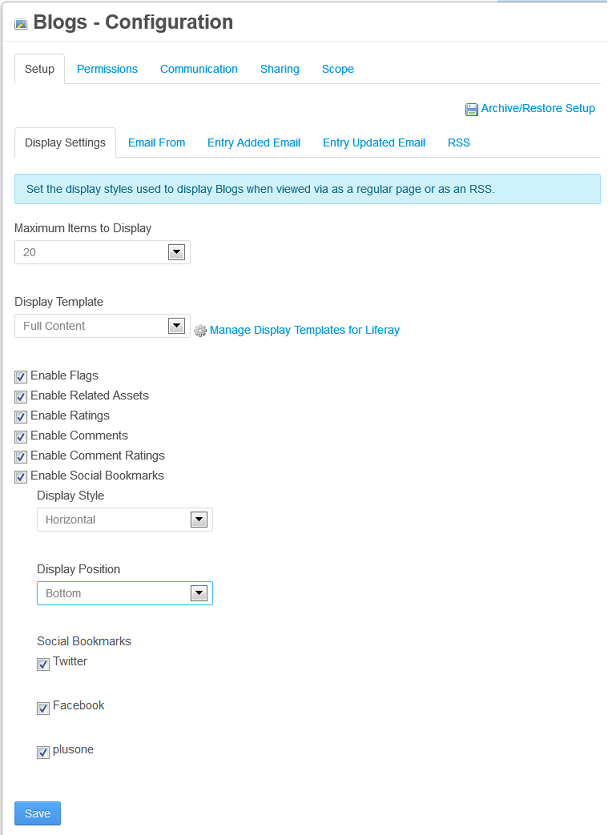 Blogs - Configuration
Setup Permissions Communication Sharing Scope
Archive/Restore Setup
Display Settings Email From Entry Added Email Entry Updated Email RSS
Set the display styles used to display Blogs when viewed via as a regular page or as an RSS.
Maximum Items to Display
20
Display Template
Full Content
Manage Display Templates for Liferay
Enable Flags
Enable Related Assets
Enable Ratings
Enable Comments
Enable Comment Ratings
Enable Social Bookmarks
Display Style
Horizontal
Display Position
Bottom
Social Bookmarks
Twitter
Facebook
plusone
Save